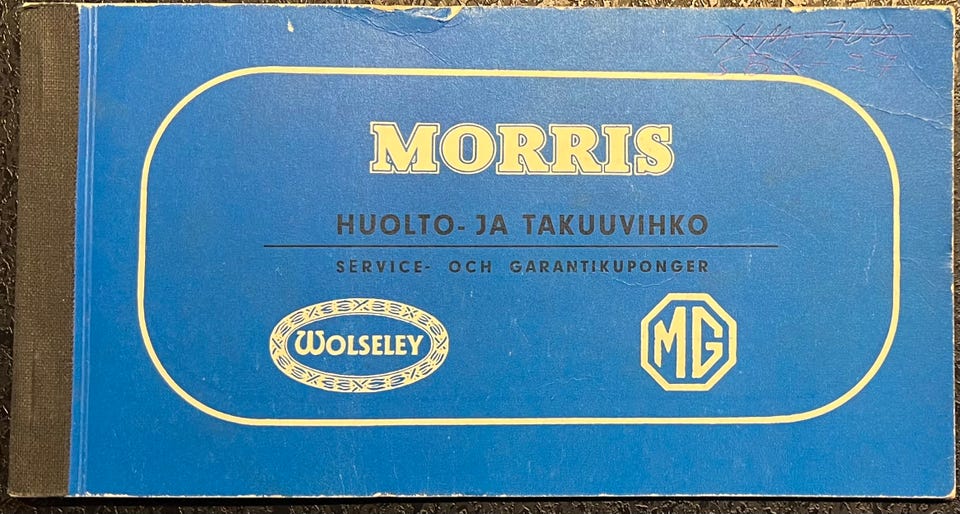 MORRIS
HUOLTO- JA TAKUUVIHKO
SERVICE- OCH GARANTIKUPONGER
WOLSELEY
MG